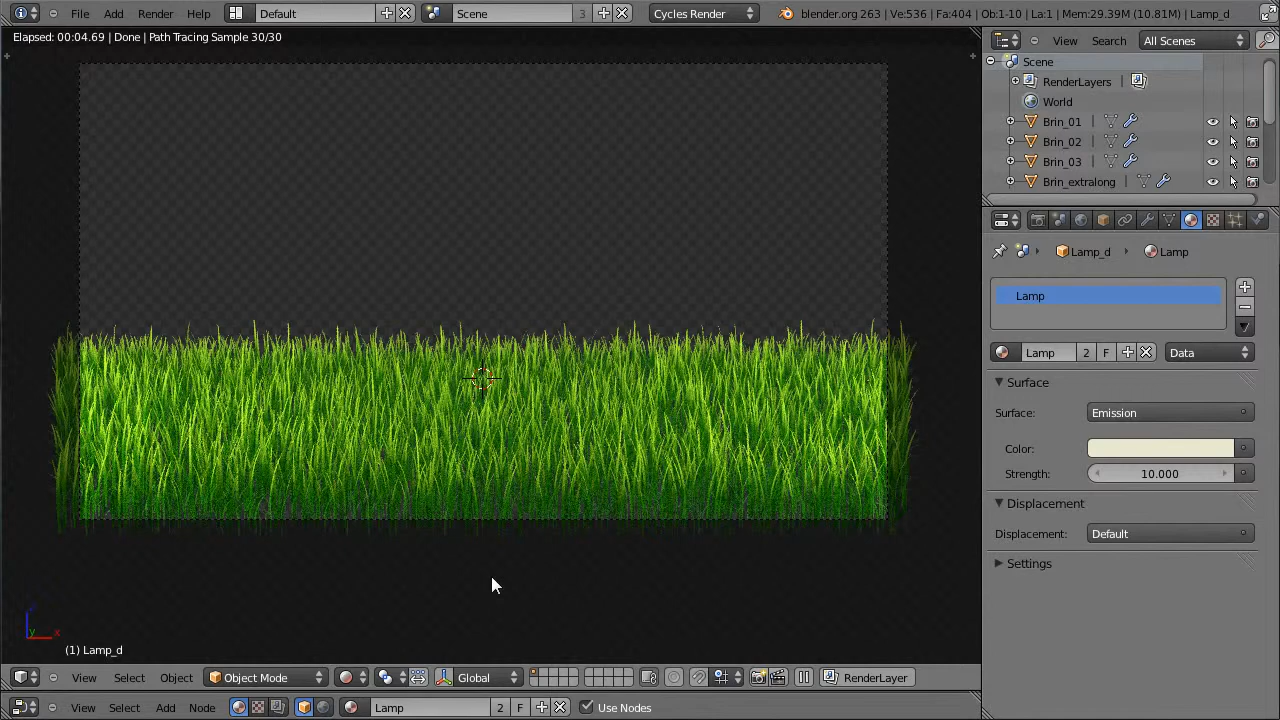 File Add Render Help Default Scene 3 Cycles Render blender.org 263 | Ve:536 | Fa:404 | Ob:1-10 | La:1 | Mem:29.39M (10.81M) | Lamp_d
Elapsed: 00:04.69 | Done | Path Tracing Sample 30/30
View Search All Scenes
Scene
RenderLayers |
World
Brin_01 |
Brin_02 |
Brin_03 |
Brin_extralong |
Lamp_d Lamp
Lamp
Lamp 2 F Data
Surface
Surface: Emission
Color:
Strength: 10.000
Displacement
Displacement: Default
Settings
z
y x
(1) Lamp_d
View Select Object Object Mode Global RenderLayer
View Select Add Node Lamp 2 F Use Nodes